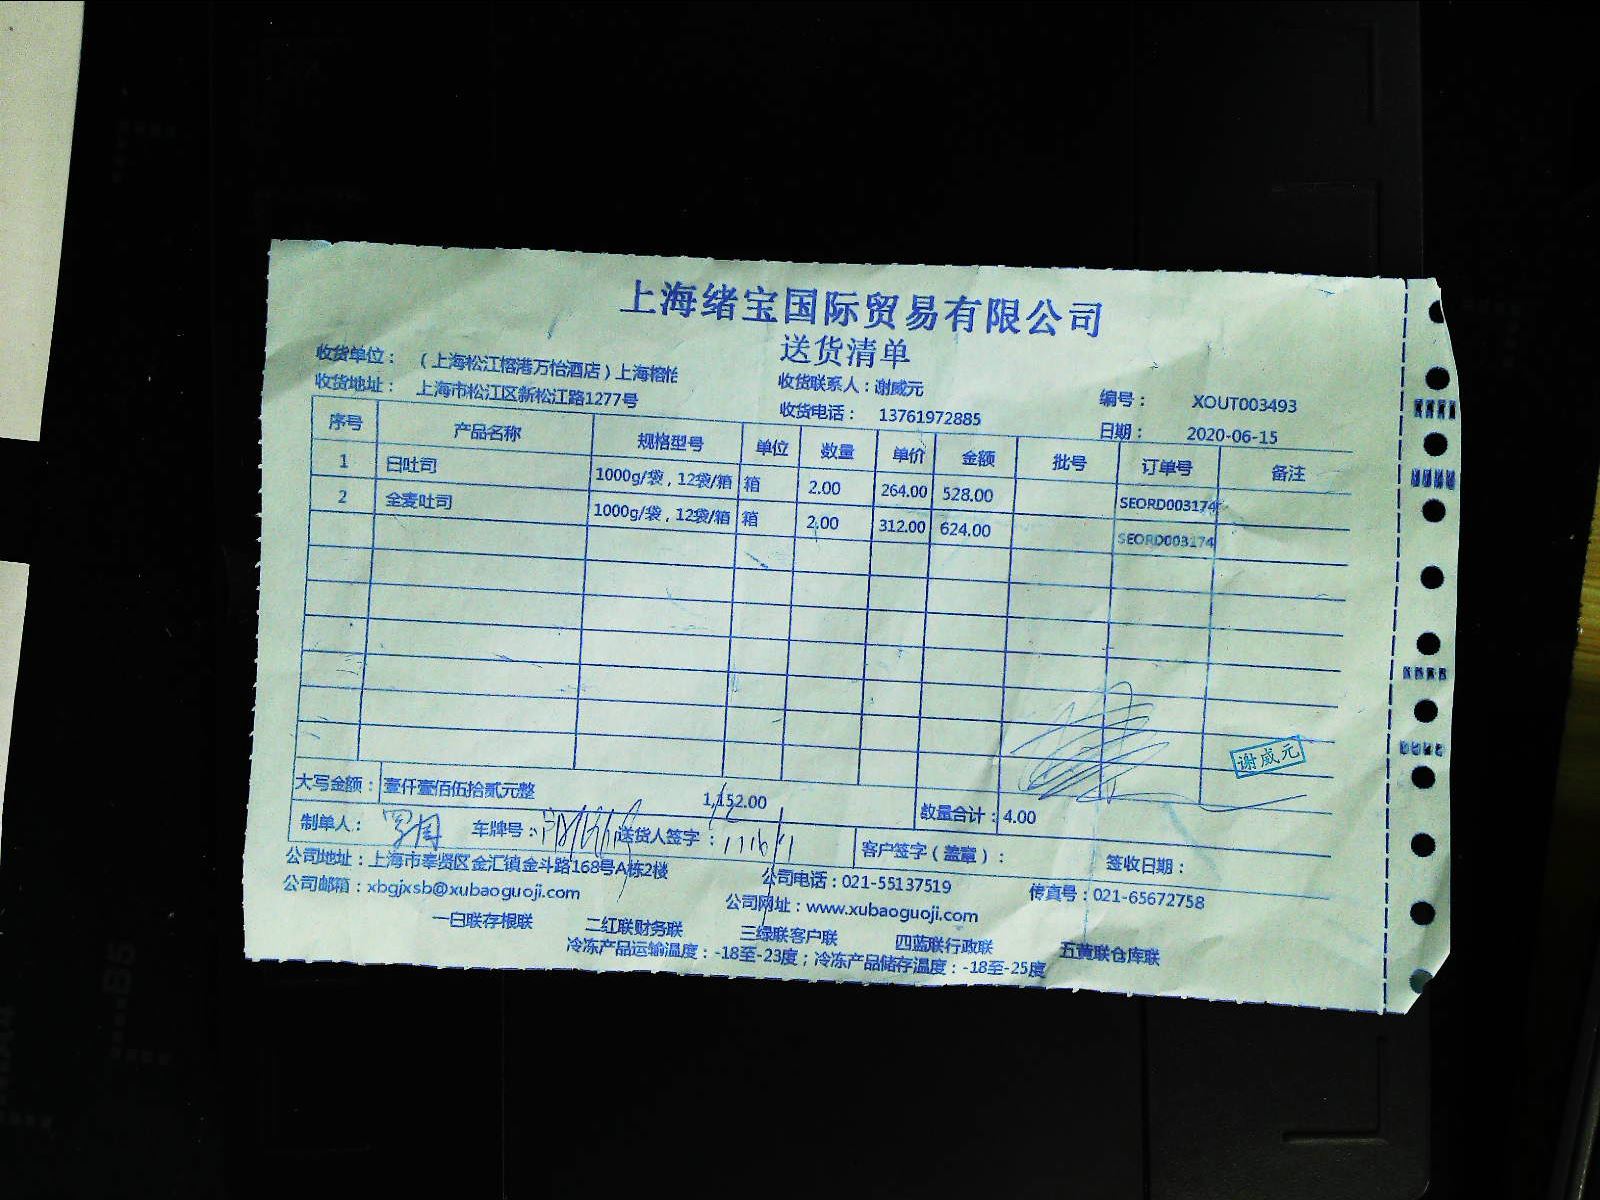 上海绪宝国际贸易有限公司
送货清单
收货单位： （上海松江榕港万怡酒店）上海榕怡
收货联系人：谢威元
收货地址： 上海市松江区新松江路1277号
收货电话： 13761972885
编号： XOUT003493
日期： 2020-06-15
序号 产品名称 规格型号 单位 数量 单价 金额 批号 订单号 备注
1 白吐司 1000g/袋，12袋/箱 箱 2.00 264.00 528.00 SEORD003174
2 全麦吐司 1000g/袋，12袋/箱 箱 2.00 312.00 624.00 SEORD003174
谢威元
大写金额： 壹仟壹佰伍拾贰元整 1,152.00 数量合计： 4.00
制单人： 车牌号： 送货人签字： 客户签字（盖章）： 签收日期：
公司地址：上海市奉贤区金汇镇金斗路168号A栋2楼 公司电话：021-55137519 传真号：021-65672758
公司邮箱：xbgjxsb@xubaoguoji.com 公司网址：www.xubaoguoji.com
一白联存根联 二红联财务联 三绿联客户联 四蓝联行政联 五黄联仓库联
冷冻产品运输温度：-18至-23度；冷冻产品储存温度：-18至-25度
B5